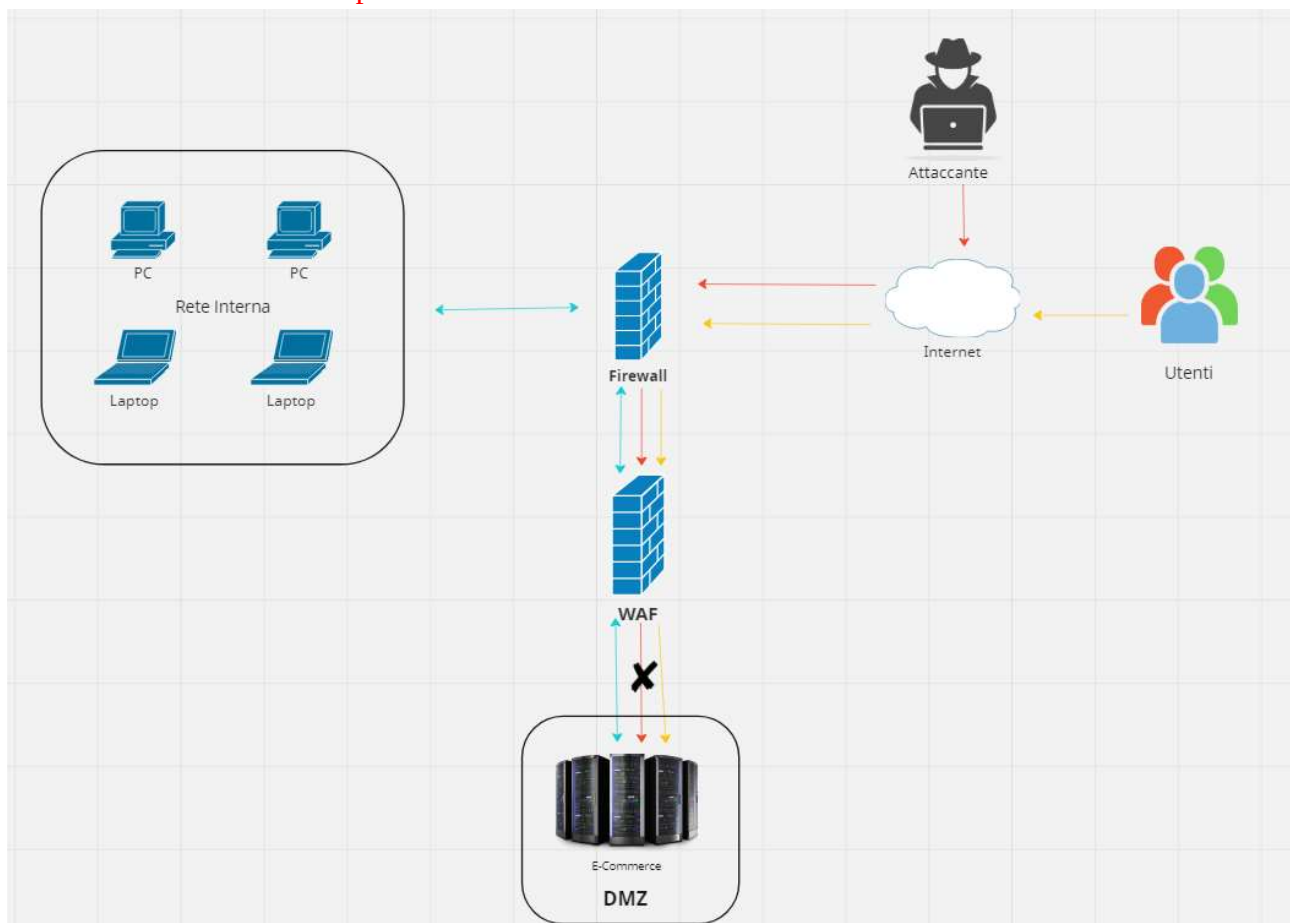 Attaccante
PC
PC
Rete Interna
Laptop
Laptop
Firewall
Internet
Utenti
WAF
E-Commerce
DMZ